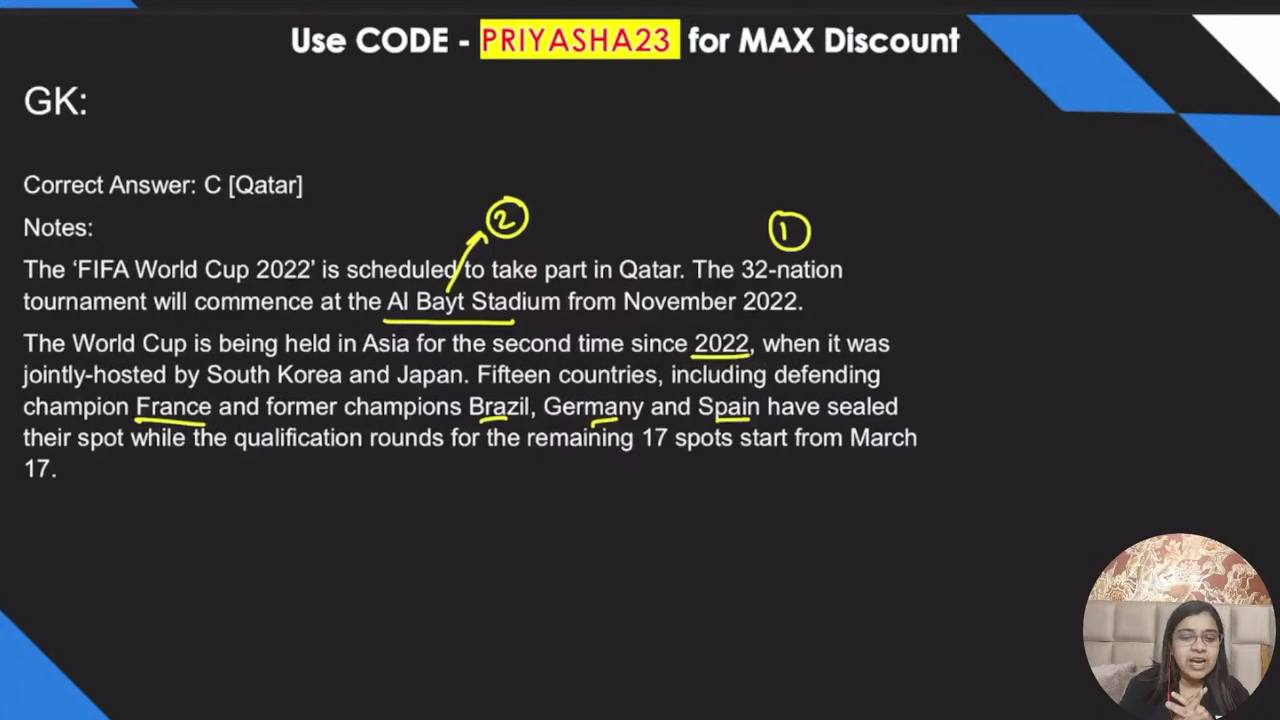 Use CODE - PRIYASHA23 for MAX Discount
GK:
Correct Answer: C [Qatar]
Notes:
2
1
The ‘FIFA World Cup 2022’ is scheduled to take part in Qatar. The 32-nation
tournament will commence at the Al Bayt Stadium from November 2022.
The World Cup is being held in Asia for the second time since 2022, when it was
jointly-hosted by South Korea and Japan. Fifteen countries, including defending
champion France and former champions Brazil, Germany and Spain have sealed
their spot while the qualification rounds for the remaining 17 spots start from March
17.